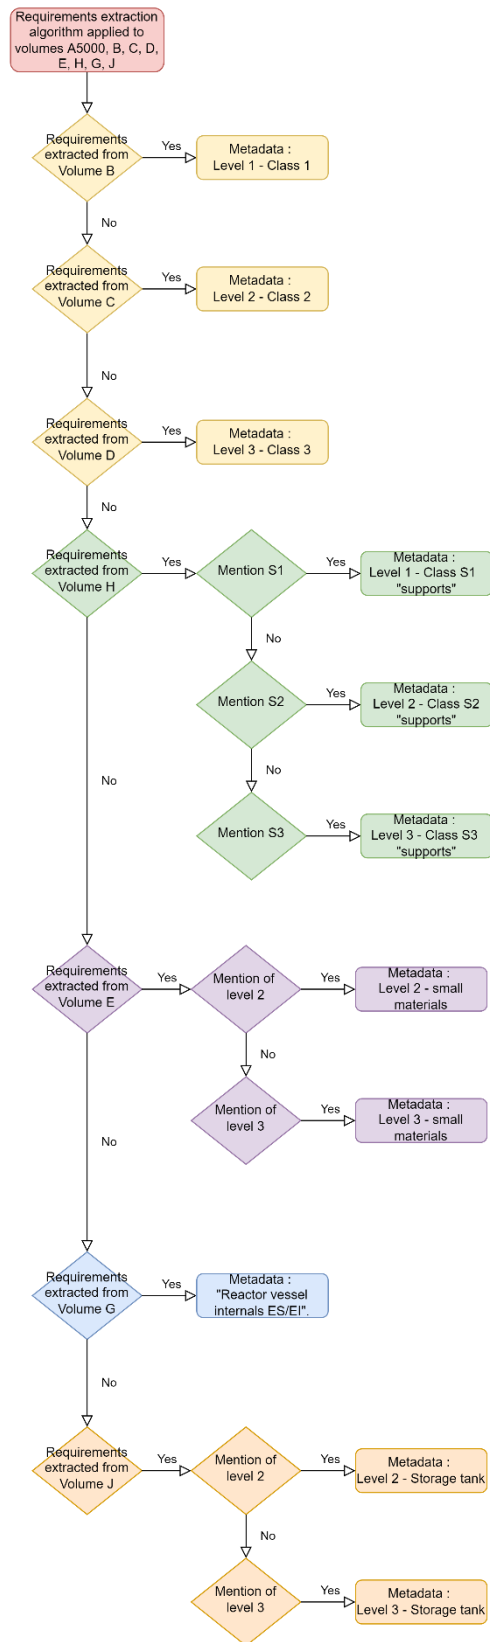 Requirements extraction
algorithm applied to
volumes A5000, B, C, D,
E, H, G, J
Requirements
extracted from
Volume B
Yes
Metadata :
Level 1 - Class 1
No
Requirements
extracted from
Volume C
Yes
Metadata :
Level 2 - Class 2
No
Requirements
extracted from
Volume D
Yes
Metadata :
Level 3 - Class 3
No
Requirements
extracted from
Volume H
Yes
Mention S1
Yes
Metadata :
Level 1 - Class S1
"supports"
No
Mention S2
Yes
Metadata :
Level 2 - Class S2
"supports"
No
No
Mention S3
Yes
Metadata :
Level 3 - Class S3
"supports"
Requirements
extracted from
Volume E
Yes
Mention of
level 2
Yes
Metadata :
Level 2 - small
materials
No
Mention of
level 3
Yes
Metadata :
Level 3 - small
materials
No
Requirements
extracted from
Volume G
Yes
Metadata :
"Reactor vessel
internals ES/EI".
No
Requirements
extracted from
Volume J
Yes
Mention of
level 2
Yes
Metadata :
Level 2 - Storage tank
No
Mention of
level 3
Yes
Metadata :
Level 3 - Storage tank